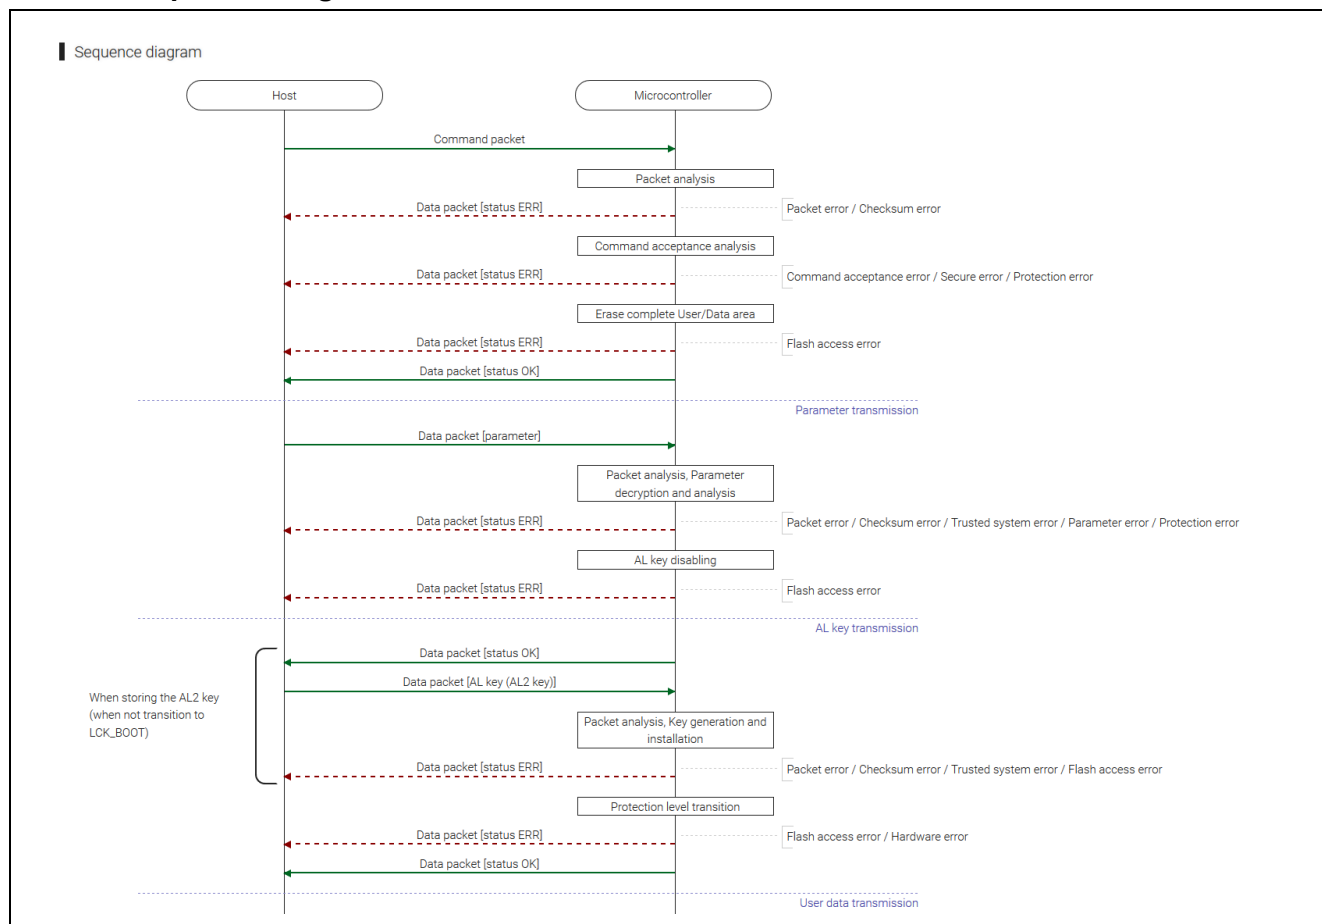 Sequence diagram
Host
Microcontroller
Command packet
Packet analysis
Data packet [status ERR]
Packet error / Checksum error
Command acceptance analysis
Data packet [status ERR]
Command acceptance error / Secure error / Protection error
Erase complete User/Data area
Data packet [status ERR]
Flash access error
Data packet [status OK]
Parameter transmission
Data packet [parameter]
Packet analysis, Parameter
decryption and analysis
Data packet [status ERR]
Packet error / Checksum error / Trusted system error / Parameter error / Protection error
AL key disabling
Data packet [status ERR]
Flash access error
AL key transmission
Data packet [status OK]
Data packet [AL key (AL2 key)]
When storing the AL2 key
(when not transition to
LCK_BOOT)
Packet analysis, Key generation and
installation
Data packet [status ERR]
Packet error / Checksum error / Trusted system error / Flash access error
Protection level transition
Data packet [status ERR]
Flash access error / Hardware error
Data packet [status OK]
User data transmission